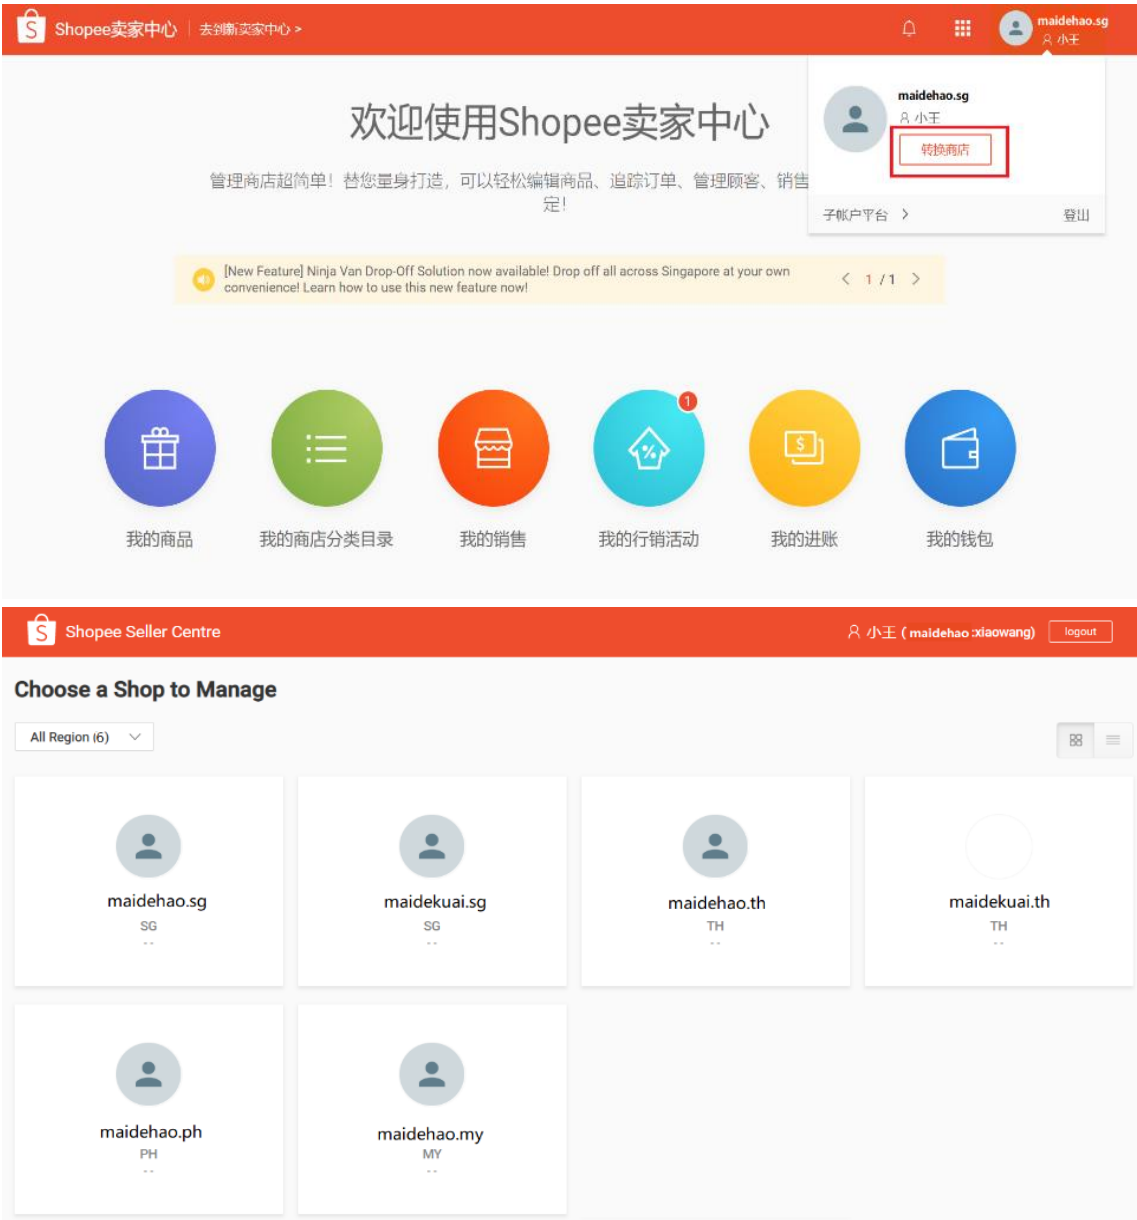 Shopee卖家中心 去到新卖家中心 >
maidehao.sg
小王
maidehao.sg
小王
转换商店
子帐户平台 >
登出
欢迎使用Shopee卖家中心
管理商店超简单！替您量身打造，可以轻松编辑商品、追踪订单、管理顾客、销售
定！
[New Feature] Ninja Van Drop-Off Solution now available! Drop off all across Singapore at your own
convenience! Learn how to use this new feature now!
< 1 / 1 >
1
我的商品
我的商店分类目录
我的销售
我的行销活动
我的进账
我的钱包
Shopee Seller Centre
小王 ( maidehao :xiaowang)
logout
Choose a Shop to Manage
All Region (6)
maidehao.sg
SG
- -
maidekuai.sg
SG
- -
maidehao.th
TH
- -
maidekuai.th
TH
- -
maidehao.ph
PH
- -
maidehao.my
MY
- -